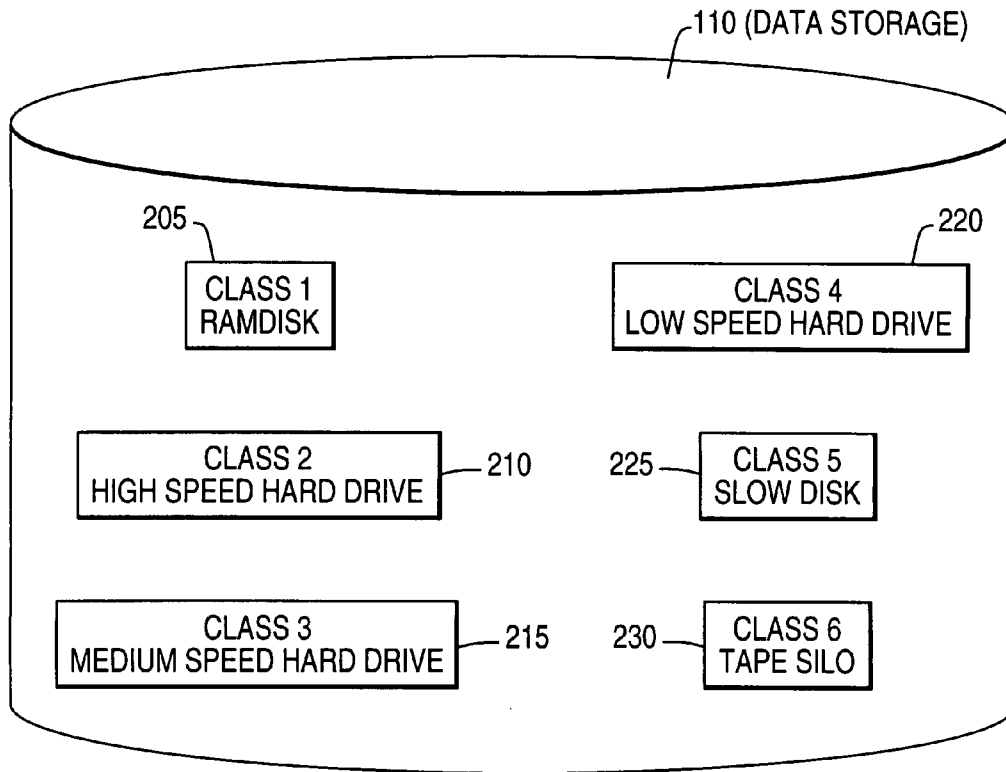 110 (DATA STORAGE)
205
CLASS 1
RAMDISK
220
CLASS 4
LOW SPEED HARD DRIVE
CLASS 2
HIGH SPEED HARD DRIVE
210
225
CLASS 5
SLOW DISK
CLASS 3
MEDIUM SPEED HARD DRIVE
215
230
CLASS 6
TAPE SILO